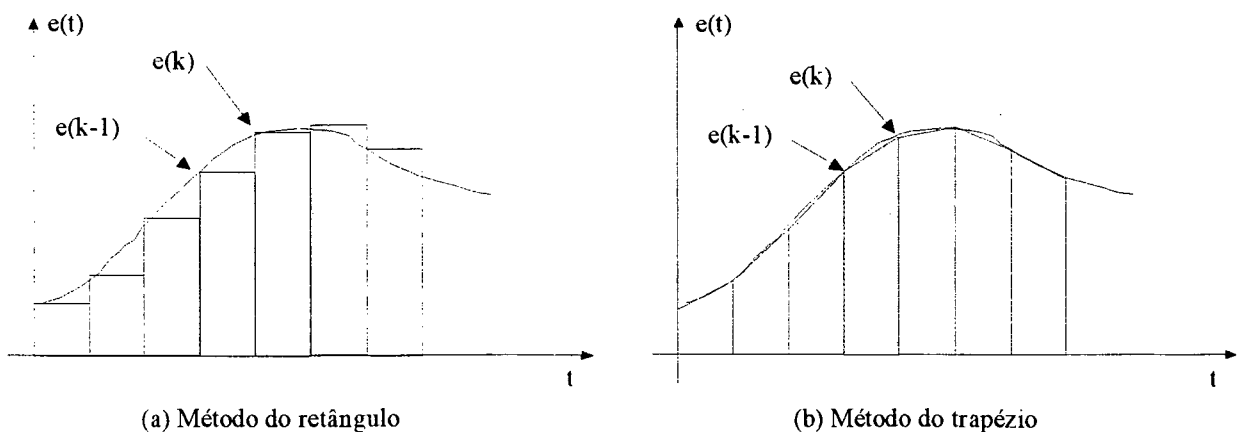 e(t)
e(k)
e(k-1)
t
(a) Método do retângulo
e(t)
e(k)
e(k-1)
t
(b) Método do trapézio